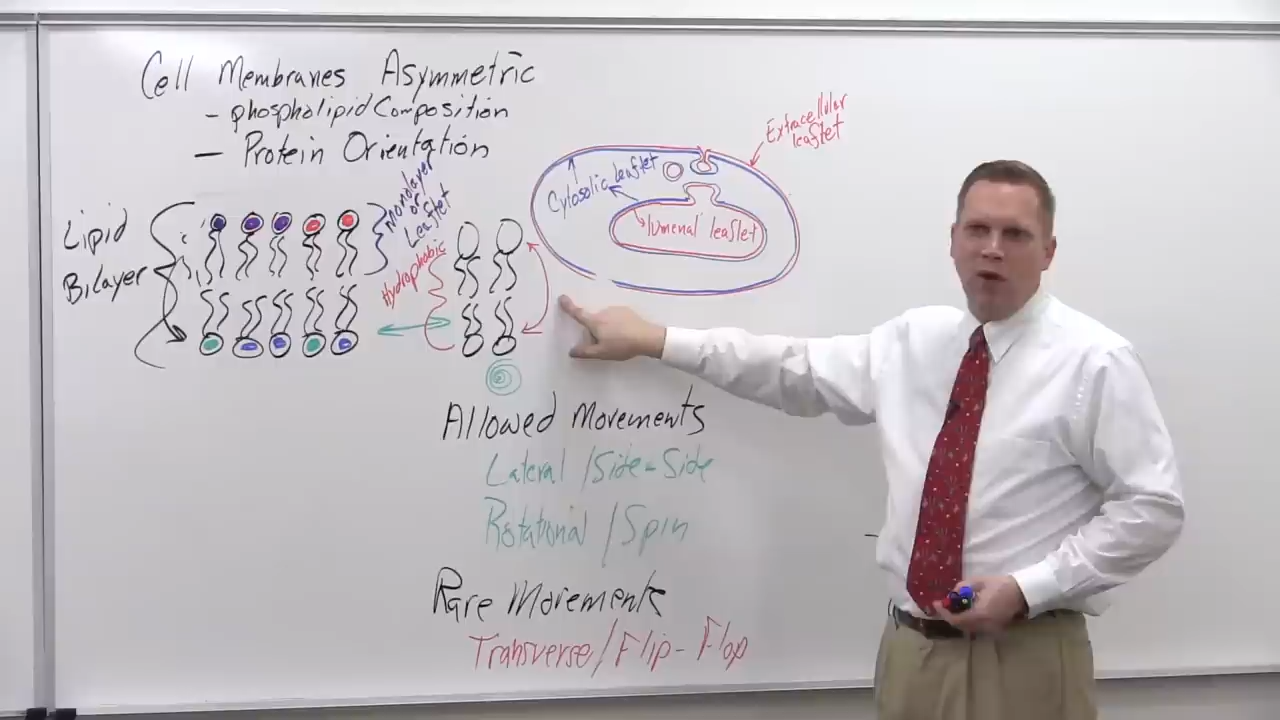 Cell Membranes Asymmetric
- phospholipid Composition
- Protein Orientation
Lipid
Bilayer
Monolayer
or
Leaflet
Hydrophobic
Extracellular
leaflet
Cytosolic leaflet
lumenal leaflet
Allowed Movements
Lateral / Side-Side
Rotational / Spin
Rare Movements
Transverse / Flip-Flop